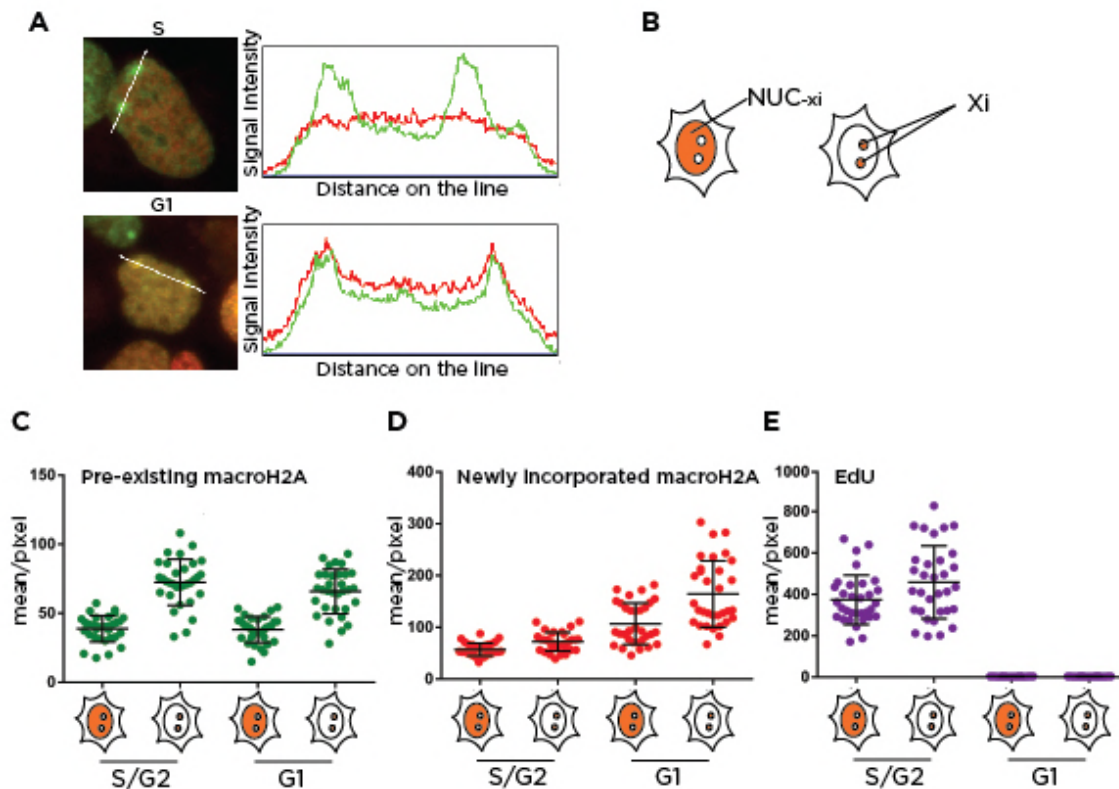 A
S
Signal Intensity
Distance on the line
G1
Signal Intensity
Distance on the line
B
NUC-xi
Xi
C
Pre-existing macroH2A
mean/pixel
150
100
50
0
S/G2
G1
D
Newly incorporated macroH2A
mean/pixel
400
300
200
100
0
S/G2
G1
E
EdU
mean/pixel
1000
800
600
400
200
0
S/G2
G1